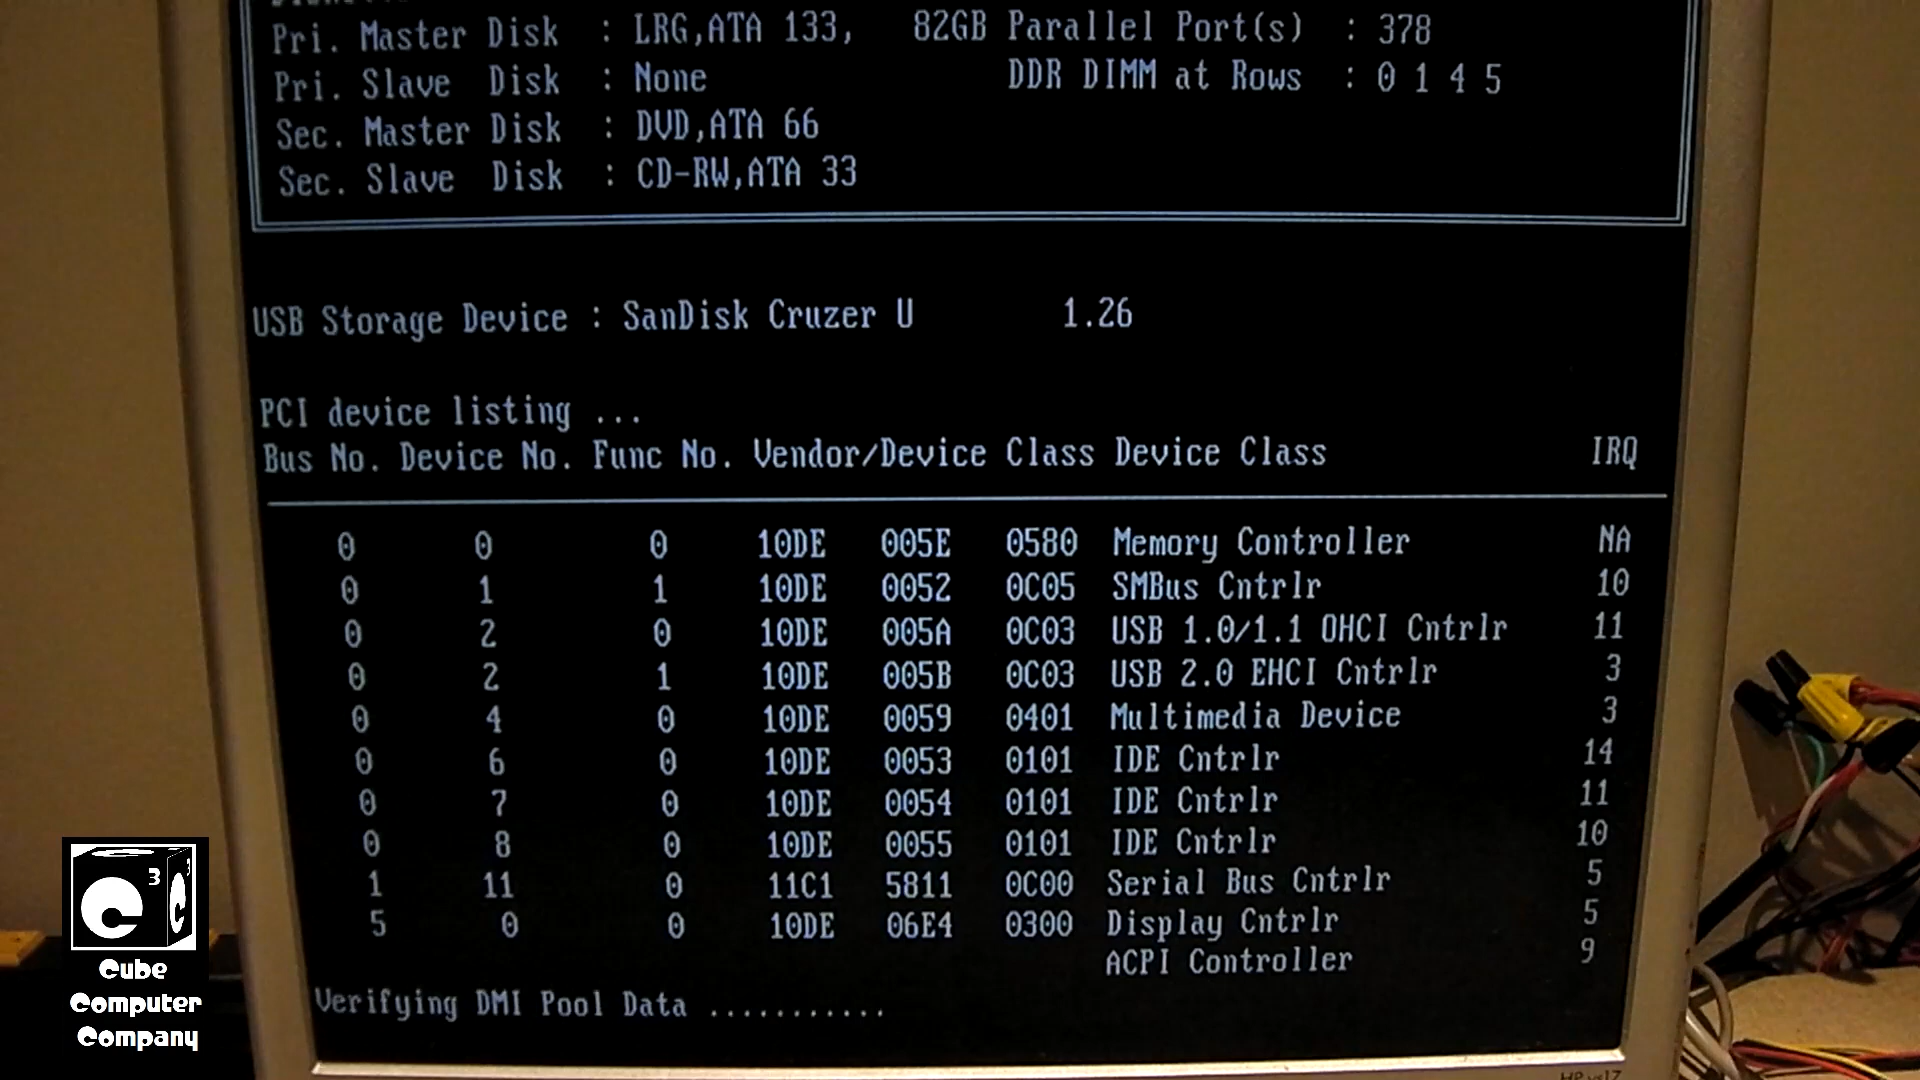 Pri. Master Disk : LRG,ATA 133, 82GB Parallel Port(s) : 378
Pri. Slave Disk : None DDR DIMM at Rows : 0 1 4 5
Sec. Master Disk : DVD,ATA 66
Sec. Slave Disk : CD-RW,ATA 33
USB Storage Device : SanDisk Cruzer U 1.26
PCI device listing ...
Bus No. Device No. Func No. Vendor/Device Class Device Class IRQ
0 0 0 10DE 005E 0580 Memory Controller NA
0 1 1 10DE 0052 0C05 SMBus Cntrlr 10
0 2 0 10DE 005A 0C03 USB 1.0/1.1 OHCI Cntrlr 11
0 2 1 10DE 005B 0C03 USB 2.0 EHCI Cntrlr 3
0 4 0 10DE 0059 0401 Multimedia Device 3
0 6 0 10DE 0053 0101 IDE Cntrlr 14
0 7 0 10DE 0054 0101 IDE Cntrlr 11
0 8 0 10DE 0055 0101 IDE Cntrlr 10
1 11 0 11C1 5811 0C00 Serial Bus Cntrlr 5
5 0 0 10DE 06E4 0300 Display Cntrlr 5
ACPI Controller 9
Verifying DMI Pool Data ...........
C 3 C 3
Cube
Computer
Company
HP vs17